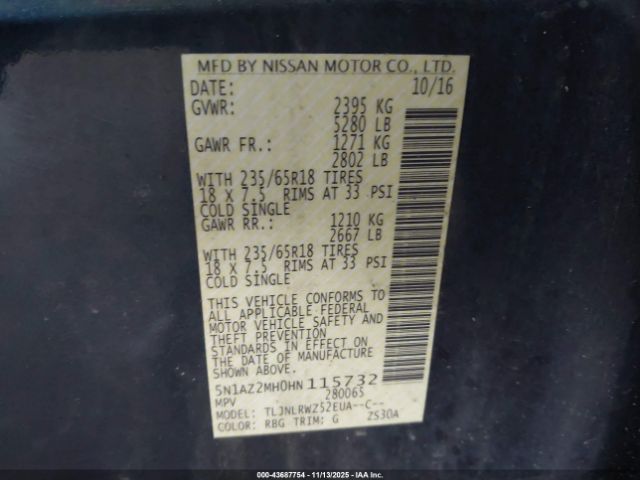 MFD BY NISSAN MOTOR CO., LTD.
DATE: 10/16
GVWR: 2395 KG
5280 LB
GAWR FR.: 1271 KG
2802 LB
WITH 235/65R18 TIRES
18 X 7.5 RIMS AT 33 PSI
COLD SINGLE
GAWR RR.: 1210 KG
2667 LB
WITH 235/65R18 TIRES
18 X 7.5 RIMS AT 33 PSI
COLD SINGLE
THIS VEHICLE CONFORMS TO
ALL APPLICABLE FEDERAL
MOTOR VEHICLE SAFETY AND
THEFT PREVENTION
STANDARDS IN EFFECT ON
THE DATE OF MANUFACTURE
SHOWN ABOVE.
5N1AZ2MH0HN 115732
MPV 280065
MODEL: TLJNLRWZ52EUA--C--
COLOR: RBG TRIM: G ZS30A
000-43687754 - 11/13/2025 - IAA Inc.